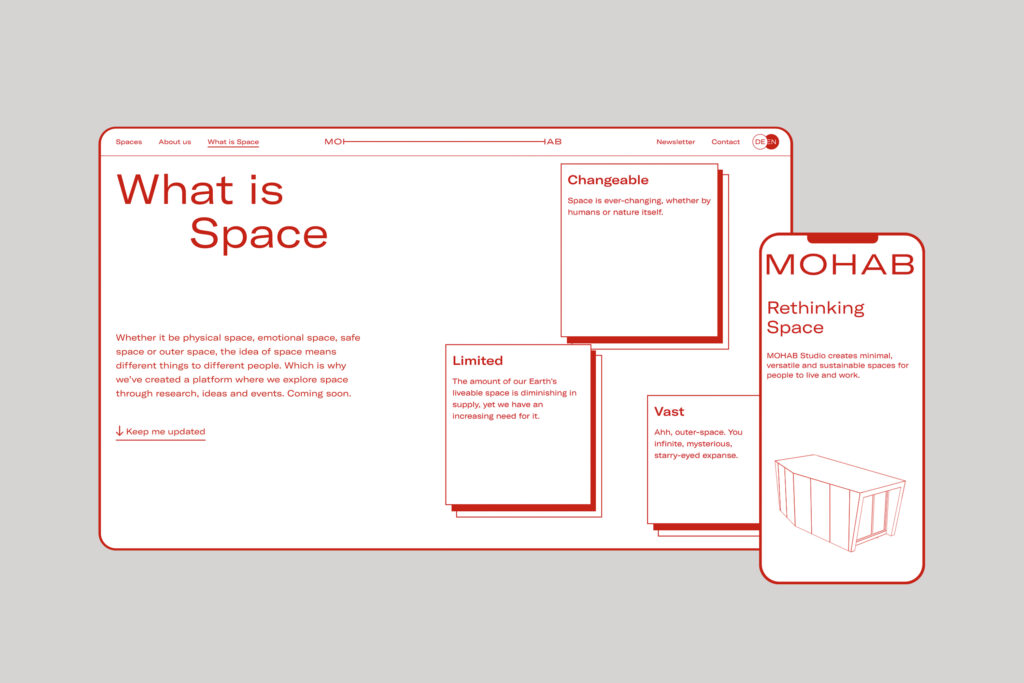 Spaces About us What is Space MO HAB Newsletter Contact DE EN
What is
Space
Whether it be physical space, emotional space, safe
space or outer space, the idea of space means
different things to different people. Which is why
we've created a platform where we explore space
through research, ideas and events. Coming soon.
↓ Keep me updated
Changeable
Space is ever-changing, whether by
humans or nature itself.
Limited
The amount of our Earth's
liveable space is diminishing in
supply, yet we have an
increasing need for it.
Vast
Ahh, outer-space. You
infinite, mysterious,
starry-eyed expanse.
MOHAB
Rethinking
Space
MOHAB Studio creates minimal,
versatile and sustainable spaces for
people to live and work.